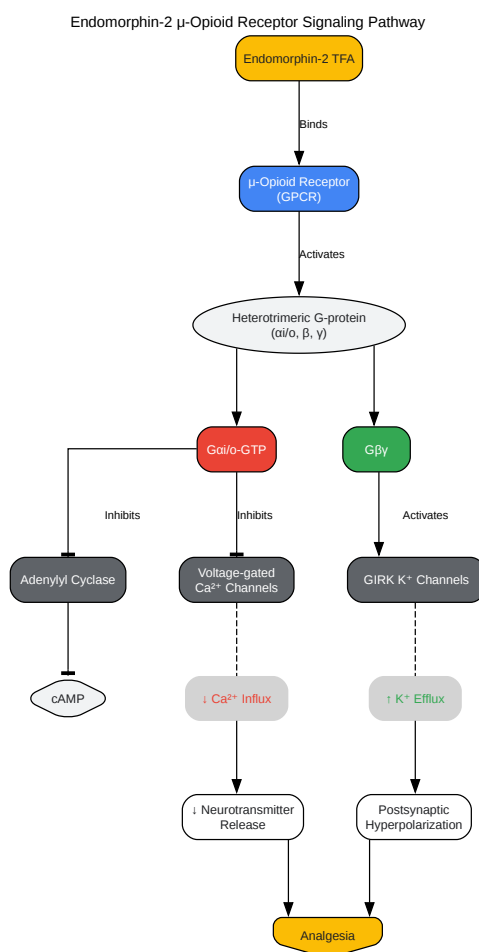 Endomorphin-2 μ-Opioid Receptor Signaling Pathway
Endomorphin-2 TFA
Binds
μ-Opioid Receptor
(GPCR)
Activates
Heterotrimeric G-protein
(αi/o, β, γ)
Gαi/o-GTP
Gβγ
Inhibits
Inhibits
Activates
Adenylyl Cyclase
Voltage-gated
Ca²⁺ Channels
GIRK K⁺ Channels
cAMP
↓ Ca²⁺ Influx
↑ K⁺ Efflux
↓ Neurotransmitter
Release
Postsynaptic
Hyperpolarization
Analgesia